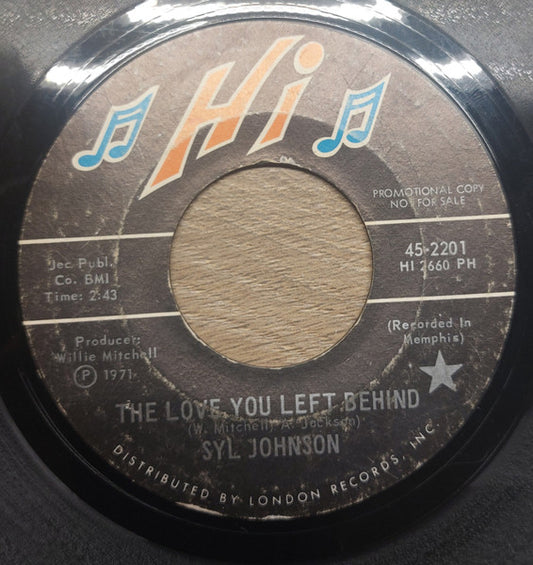 Hi
PROMOTIONAL COPY
NOT FOR SALE
45-2201
HI 2660 PH
Jec Publ.
Co. BMI
Time: 2:43
Producer:
Willie Mitchell
Ⓟ 1971
(Recorded In
Memphis)
THE LOVE YOU LEFT BEHIND
(W. Mitchell, A. Jackson)
SYL JOHNSON
DISTRIBUTED BY LONDON RECORDS, INC.